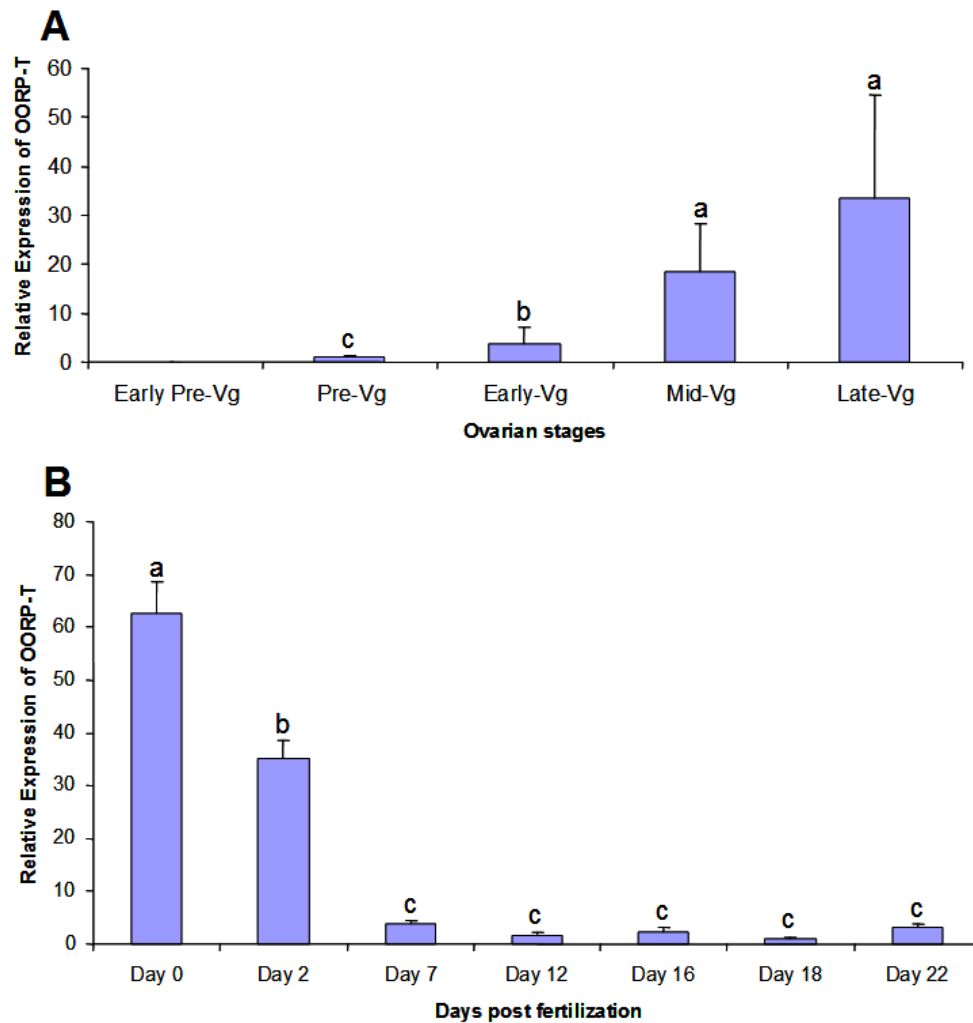 A
Relative Expression of OORP-T
60
50
40
30
20
10
0
a
a
b
c
Early Pre-Vg Pre-Vg Early-Vg Mid-Vg Late-Vg
Ovarian stages
B
Relative Expression of OORP-T
80
70
60
50
40
30
20
10
0
a
b
c c c c c
Day 0 Day 2 Day 7 Day 12 Day 16 Day 18 Day 22
Days post fertilization